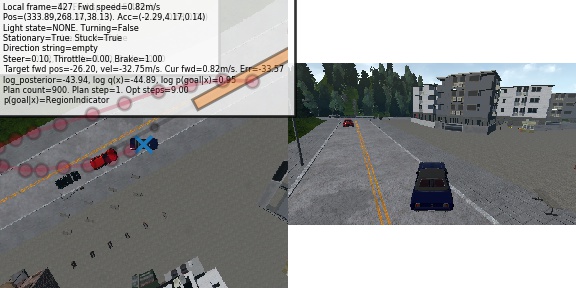 Local frame=427. Fwd speed=0.82m/s
Pos=(333.89,268.17,38.13). Acc=(-2.29,4.17,0.14)
Light state=NONE. Turning=False
Stationary=True. Stuck=True
Direction string=empty
Steer=0.10, Throttle=0.00, Brake=1.00
Target fwd pos=-26.20, vel=-32.75m/s. Cur fwd=0.82m/s. Err=-33.57
log_posterior=-43.94, log q(x)=-44.89, log p(goal|x)=0.95
Plan count=900. Plan step=1. Opt steps=9.00
p(goal|x)=RegionIndicator